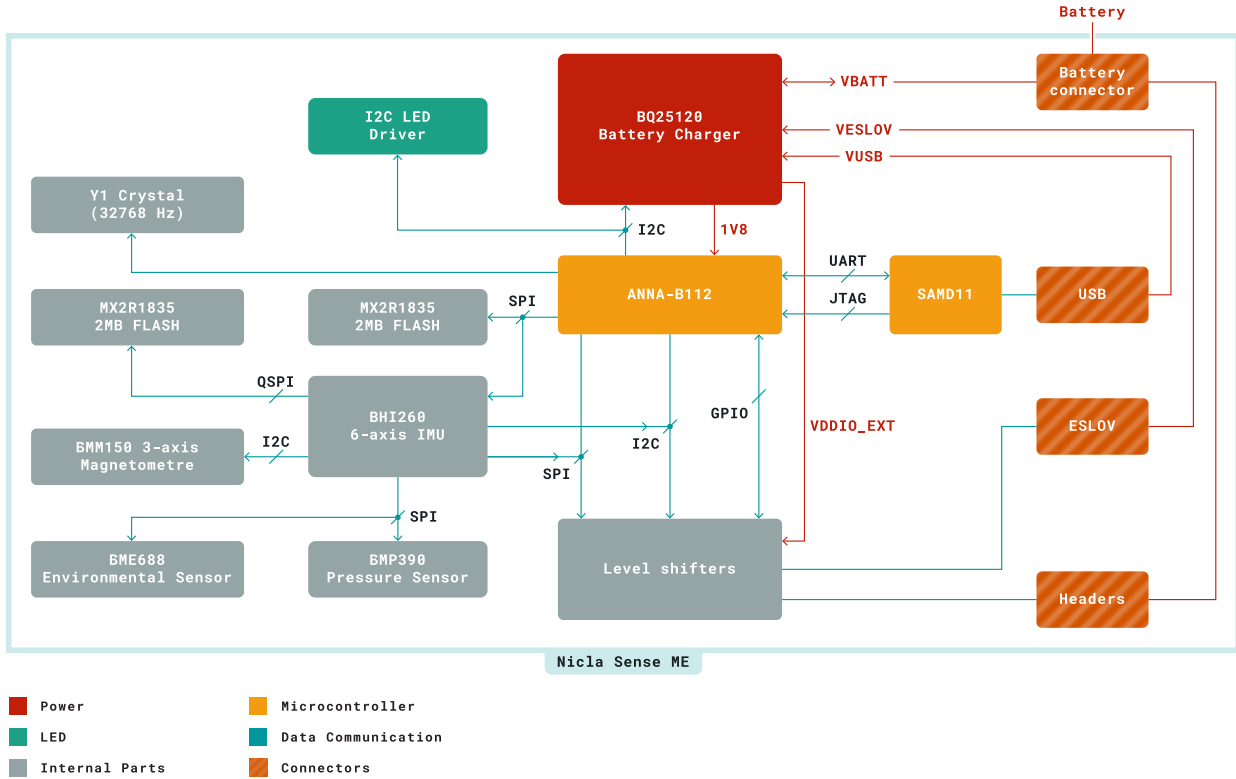 Battery
Battery
connector
VBATT
BQ25120
Battery Charger
I2C LED
Driver
VESLOV
VUSB
Y1 Crystal
(32768 Hz)
I2C
1V8
UART
ANNA-B112
SAMD11
USB
JTAG
MX2R1835
2MB FLASH
MX2R1835
2MB FLASH
SPI
QSPI
BHI260
6-axis IMU
GPIO
VDDIO_EXT
ESLOV
BMM150 3-axis
Magnetometre
I2C
I2C
SPI
SPI
BME688
Environmental Sensor
BMP390
Pressure Sensor
Level shifters
Headers
Nicla Sense ME
Power
Microcontroller
LED
Data Communication
Internal Parts
Connectors